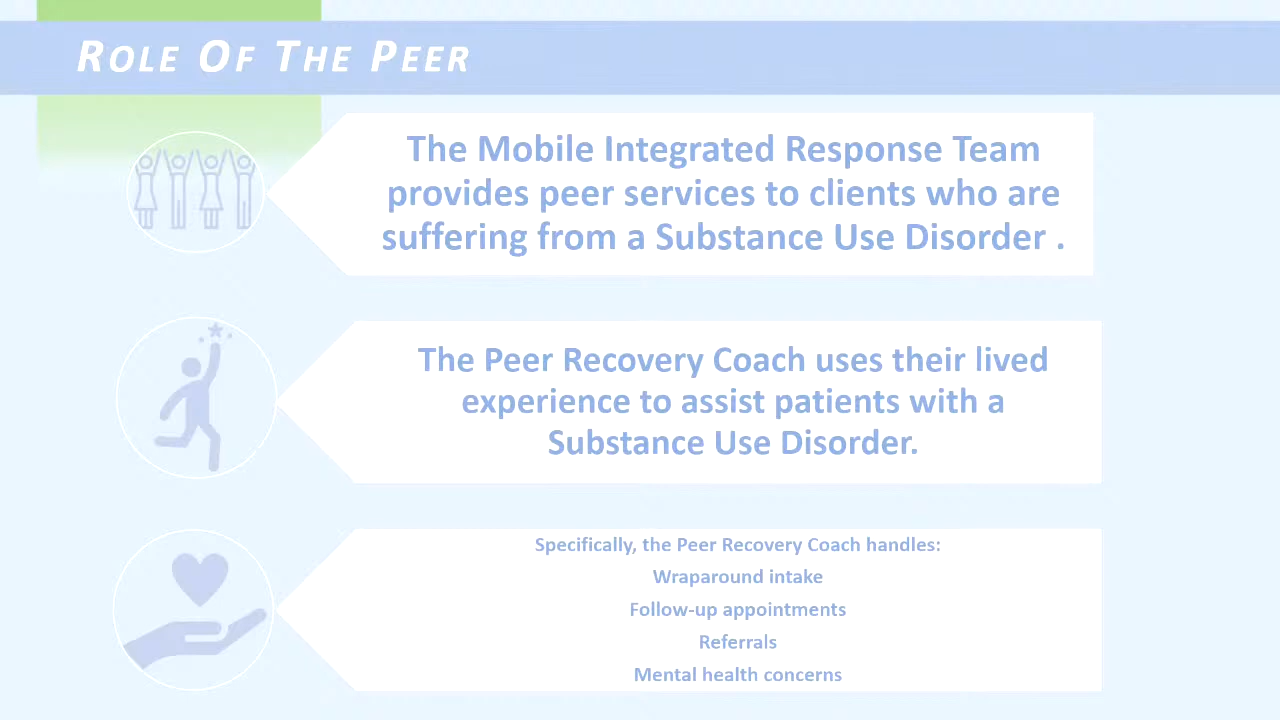 ROLE OF THE PEER
The Mobile Integrated Response Team
provides peer services to clients who are
suffering from a Substance Use Disorder .
The Peer Recovery Coach uses their lived
experience to assist patients with a
Substance Use Disorder.
Specifically, the Peer Recovery Coach handles:
Wraparound intake
Follow-up appointments
Referrals
Mental health concerns